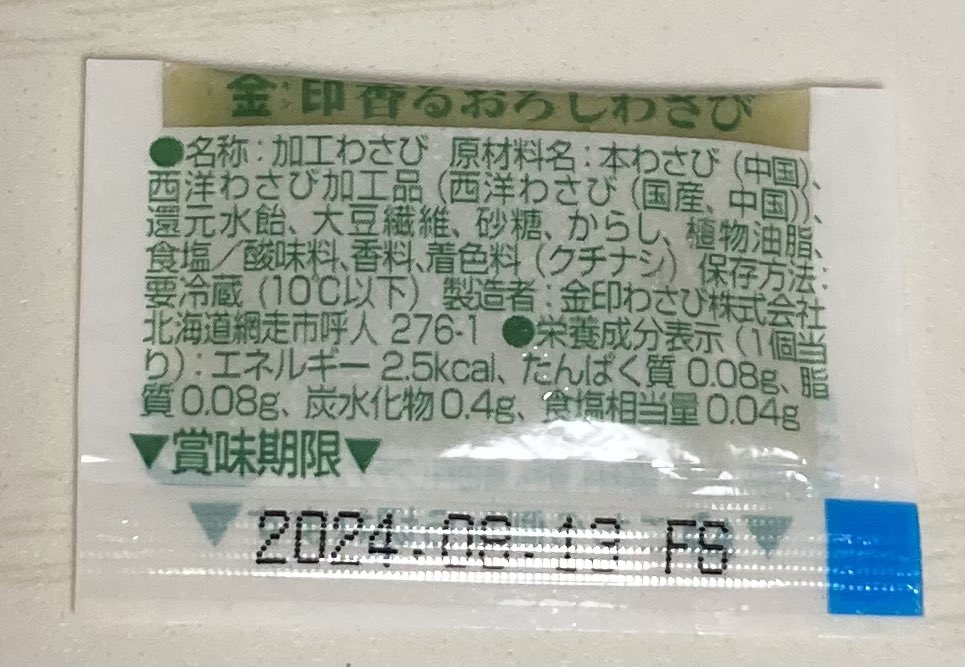 金印香るおろしわさび
●名称：加工わさび 原材料名：本わさび（中国）、
西洋わさび加工品（西洋わさび（国産、中国））、
還元水飴、大豆繊維、砂糖、からし、植物油脂、
食塩／酸味料、香料、着色料（クチナシ） 保存方法：
要冷蔵（10℃以下） 製造者：金印わさび株式会社
北海道網走市呼人 276-1 ●栄養成分表示（1個当
り）：エネルギー 2.5kcal、たんぱく質 0.08g、脂
質 0.08g、炭水化物 0.4g、食塩相当量 0.04g
▼賞味期限▼
2024.08.13 FS